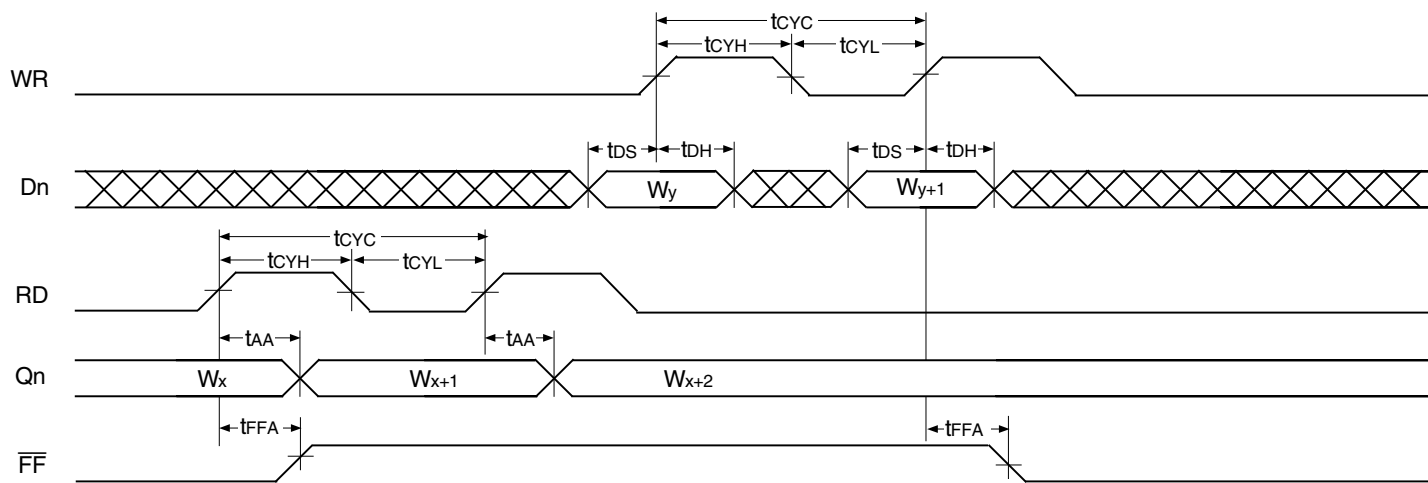 tCYC
tCYH tCYL
WR
tDS tDH tDS tDH
Dn Wy Wy+1
tCYC
tCYH tCYL
RD
tAA tAA
Qn Wx Wx+1 Wx+2
tFFA tFFA
F̅F̅